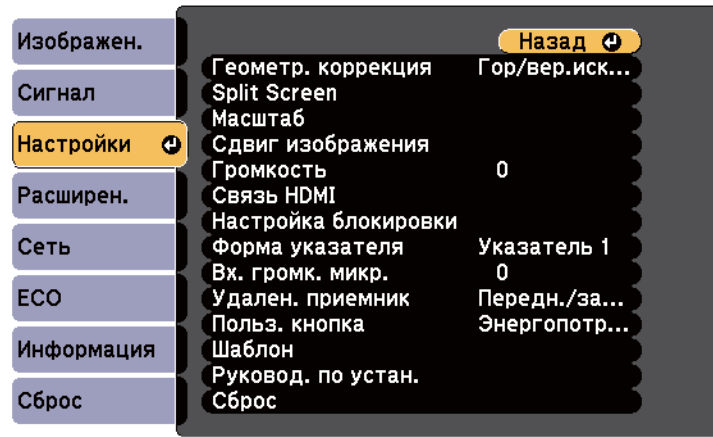 Изображен.
Сигнал
Настройки
Расширен.
Сеть
ECO
Информация
Сброс
Назад
Геометр. коррекция Гор/вер.иск...
Split Screen
Масштаб
Сдвиг изображения
Громкость 0
Связь HDMI
Настройка блокировки
Форма указателя Указатель 1
Вх. громк. микр. 0
Удален. приемник Передн./за...
Польз. кнопка Энергопотр...
Шаблон
Руковод. по устан.
Сброс